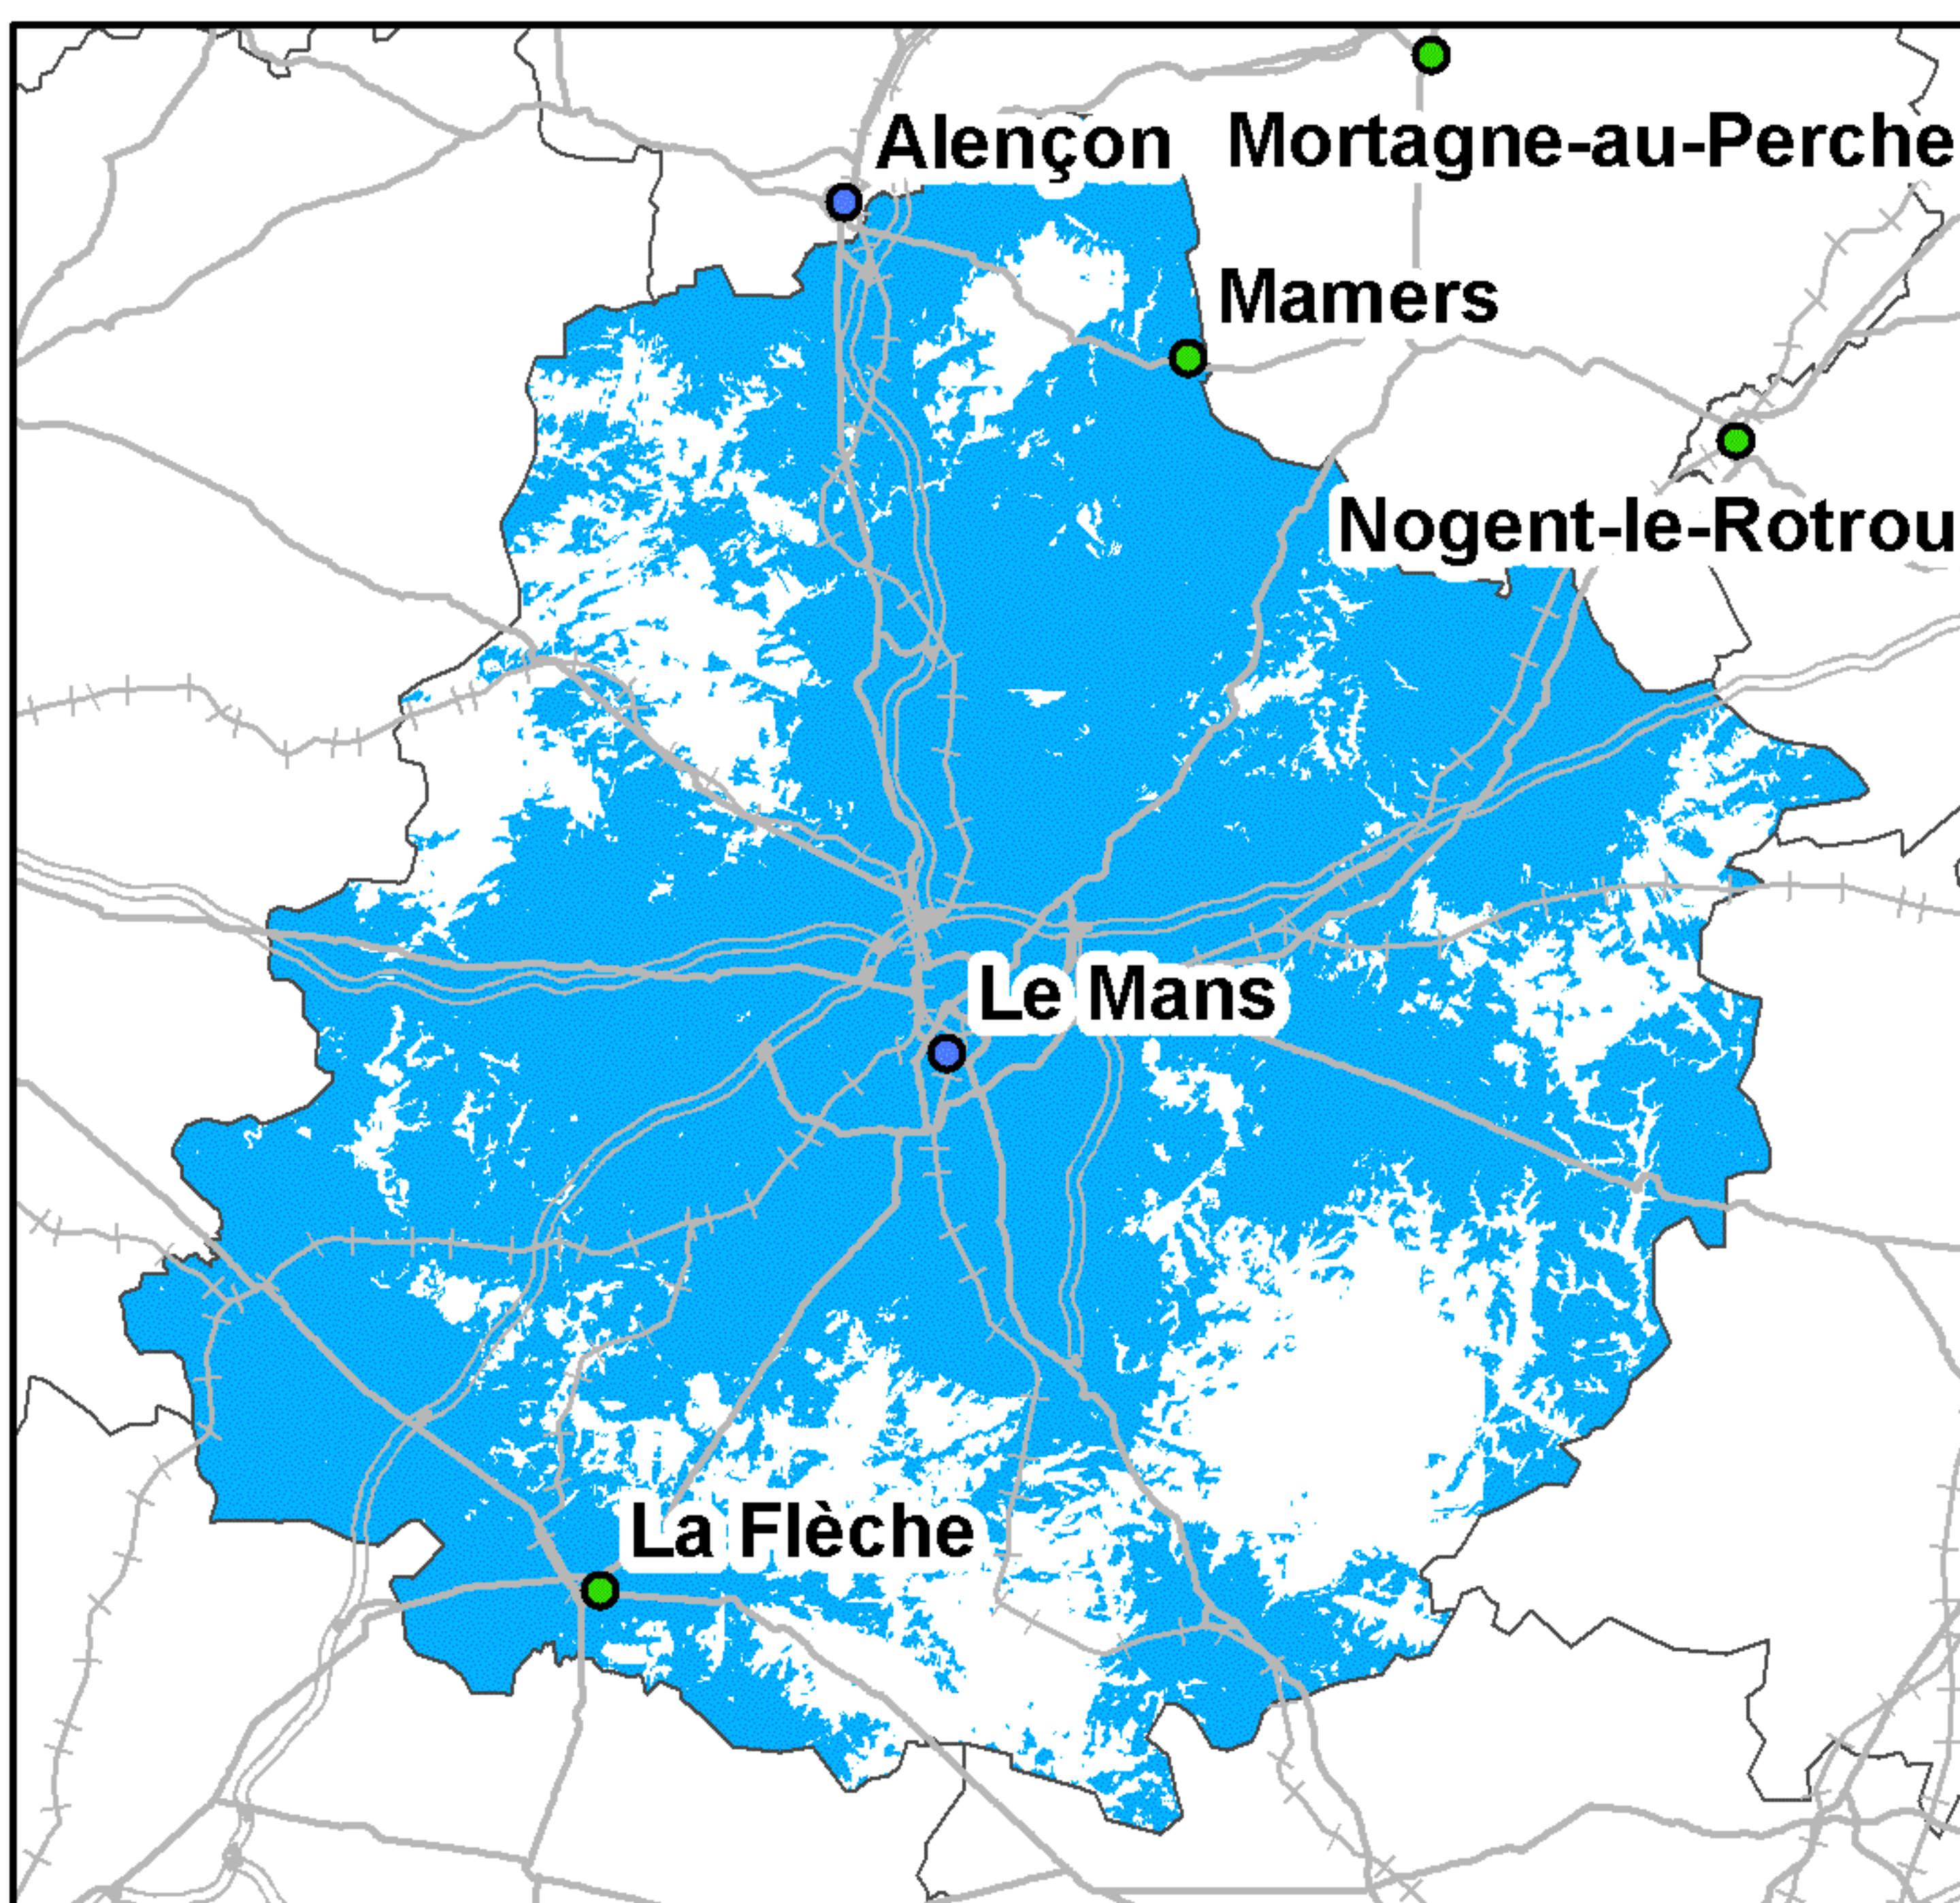 Alençon
Mortagne-au-Perche
Mamers
Nogent-le-Rotrou
Le Mans
La Flèche